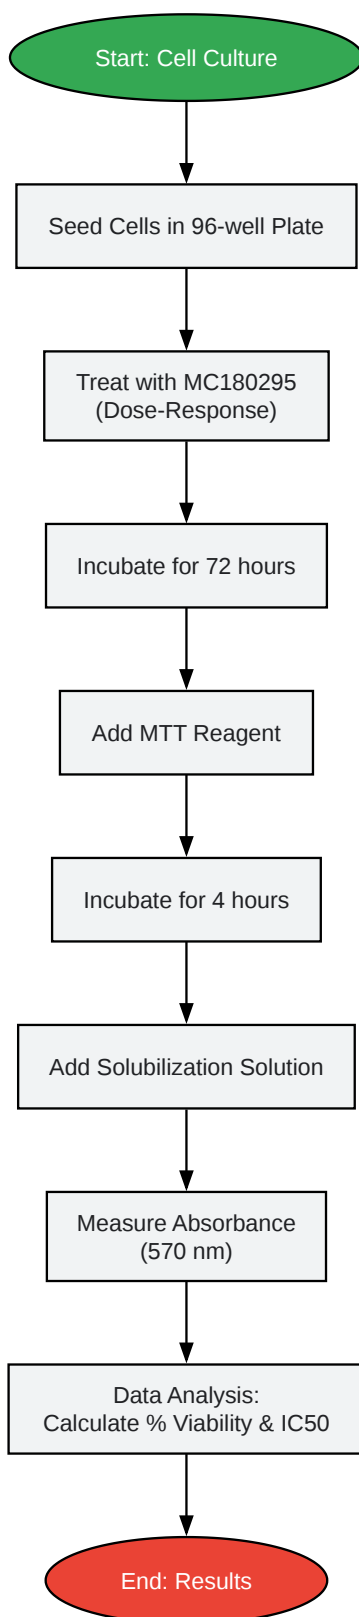 Start: Cell Culture
Seed Cells in 96-well Plate
Treat with MC180295
(Dose-Response)
Incubate for 72 hours
Add MTT Reagent
Incubate for 4 hours
Add Solubilization Solution
Measure Absorbance
(570 nm)
Data Analysis:
Calculate % Viability & IC50
End: Results